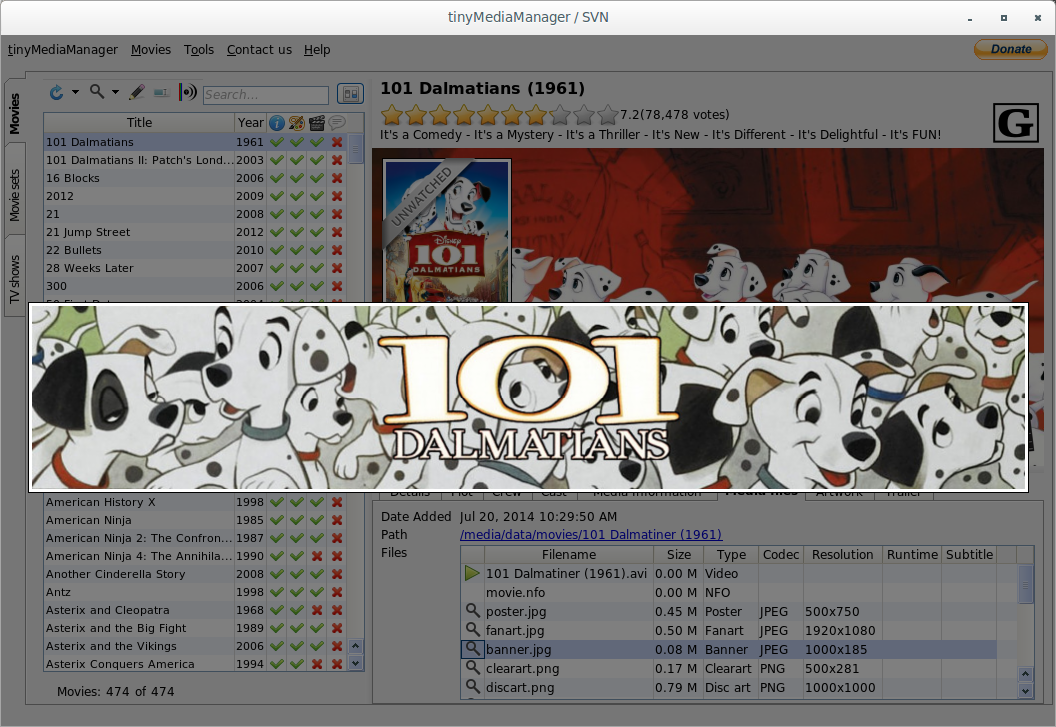 tinyMediaManager / SVN
tinyMediaManager Movies Tools Contact us Help
Donate
Movies
Movie sets
TV shows
Search...
Title Year
101 Dalmatians 1961
101 Dalmatians II: Patch's Lond... 2003
16 Blocks 2006
2012 2009
21 2008
21 Jump Street 2012
22 Bullets 2010
28 Weeks Later 2007
300 2006
American History X 1998
American Ninja 1985
American Ninja 2: The Confron... 1987
American Ninja 4: The Annihila... 1990
Another Cinderella Story 2008
Antz 1998
Asterix and Cleopatra 1968
Asterix and the Big Fight 1989
Asterix and the Vikings 2006
Asterix Conquers America 1994
Movies: 474 of 474
101 Dalmatians (1961)
7.2(78,478 votes)
It's a Comedy - It's a Mystery - It's a Thriller - It's New - It's Different - It's Delightful - It's FUN!
G
UNWATCHED
Disney
101
DALMATIANS
101
DALMATIANS
Details Plot Crew Cast Media information Media files Artwork Trailer
Date Added Jul 20, 2014 10:29:50 AM
Path /media/data/movies/101 Dalmatiner (1961)
Files
Filename Size Type Codec Resolution Runtime Subtitle
101 Dalmatiner (1961).avi 0.00 M Video
movie.nfo 0.00 M NFO
poster.jpg 0.45 M Poster JPEG 500x750
fanart.jpg 0.50 M Fanart JPEG 1920x1080
banner.jpg 0.08 M Banner JPEG 1000x185
clearart.png 0.17 M Clearart PNG 500x281
discart.png 0.79 M Disc art PNG 1000x1000